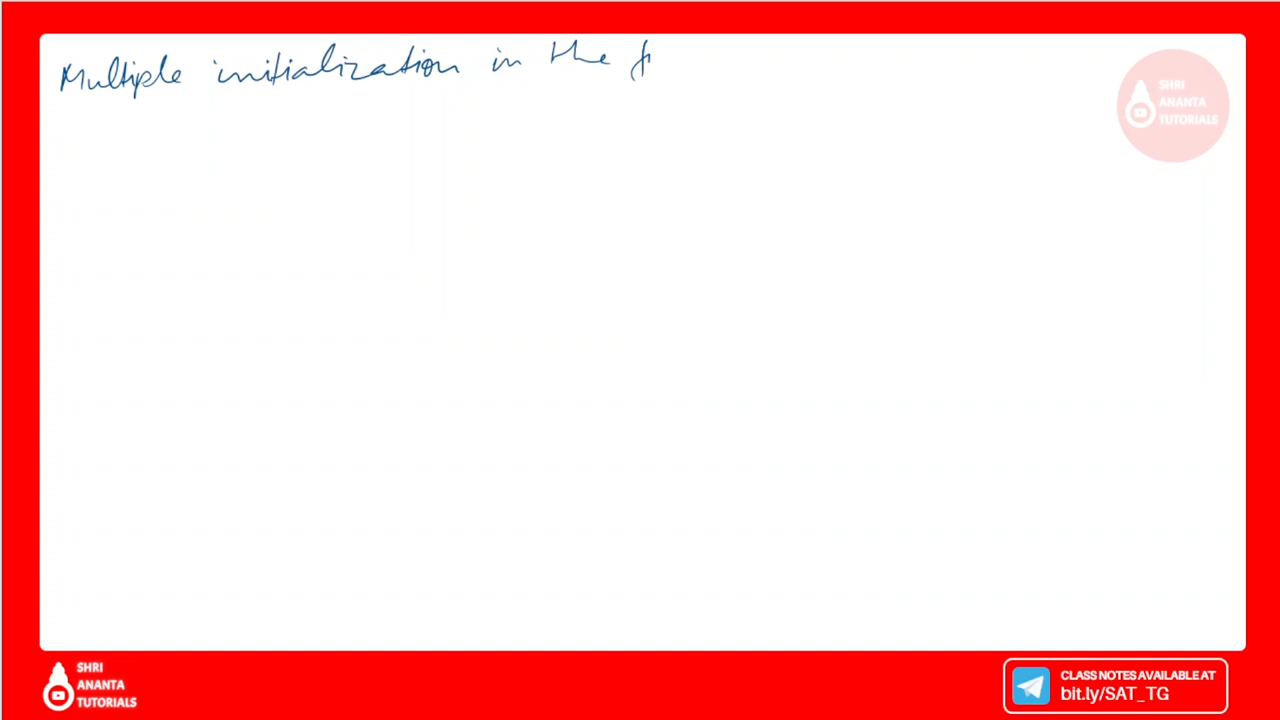 Multiple initialization in the f
SHRI
ANANTA
TUTORIALS
SHRI
ANANTA
TUTORIALS
CLASS NOTES AVAILABLE AT
bit.ly/SAT_TG